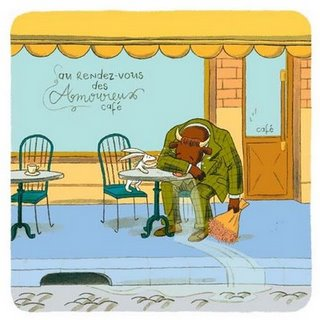 au Rendez-vous
des
Amoureux
café
café